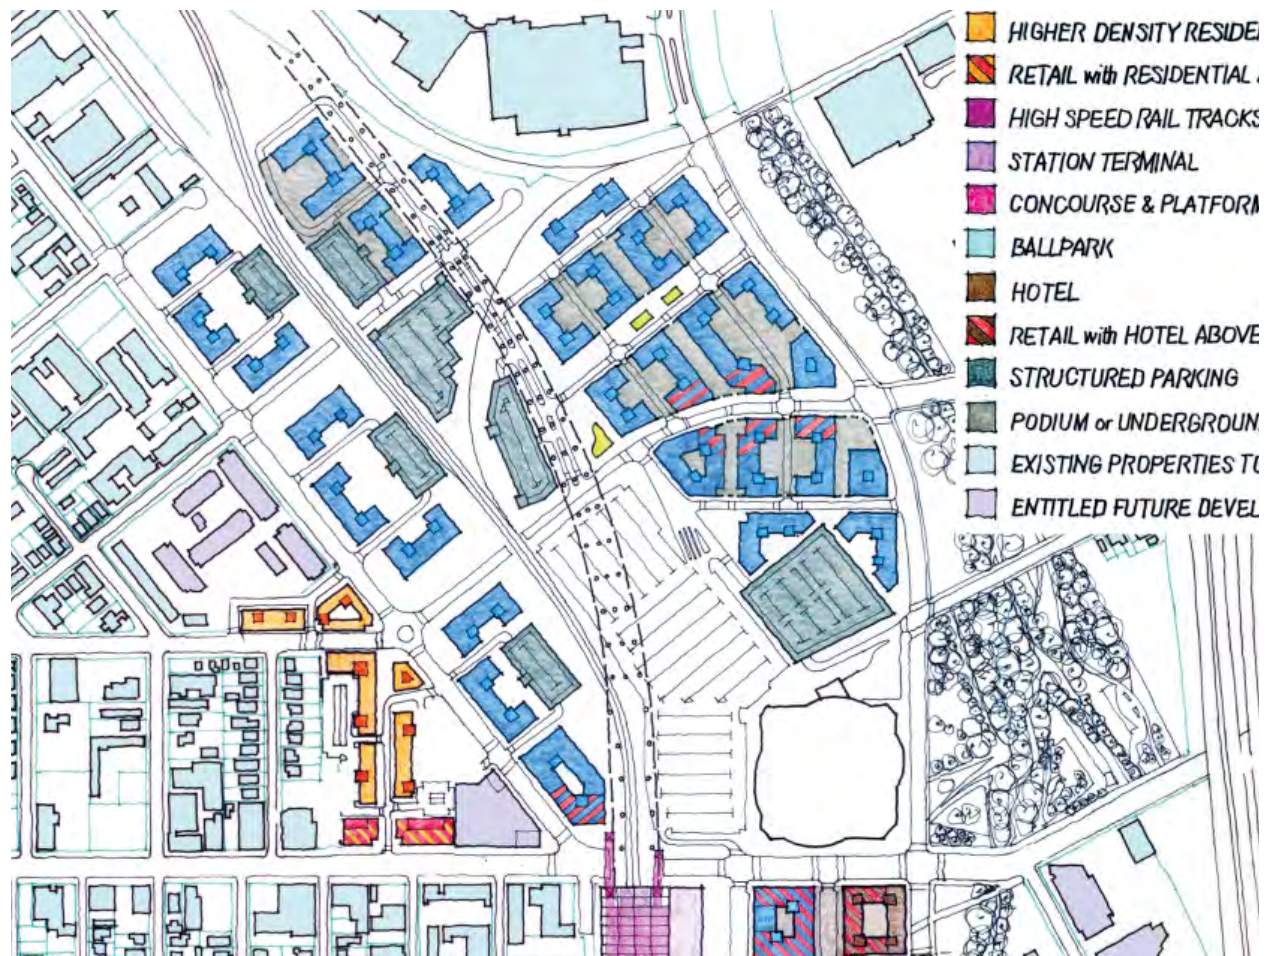 HIGHER DENSITY RESIDE
RETAIL with RESIDENTIAL
HIGH SPEED RAIL TRACKS
STATION TERMINAL
CONCOURSE & PLATFORM
BALLPARK
HOTEL
RETAIL with HOTEL ABOVE
STRUCTURED PARKING
PODIUM or UNDERGROUN
EXISTING PROPERTIES TO
ENTITLED FUTURE DEVEL